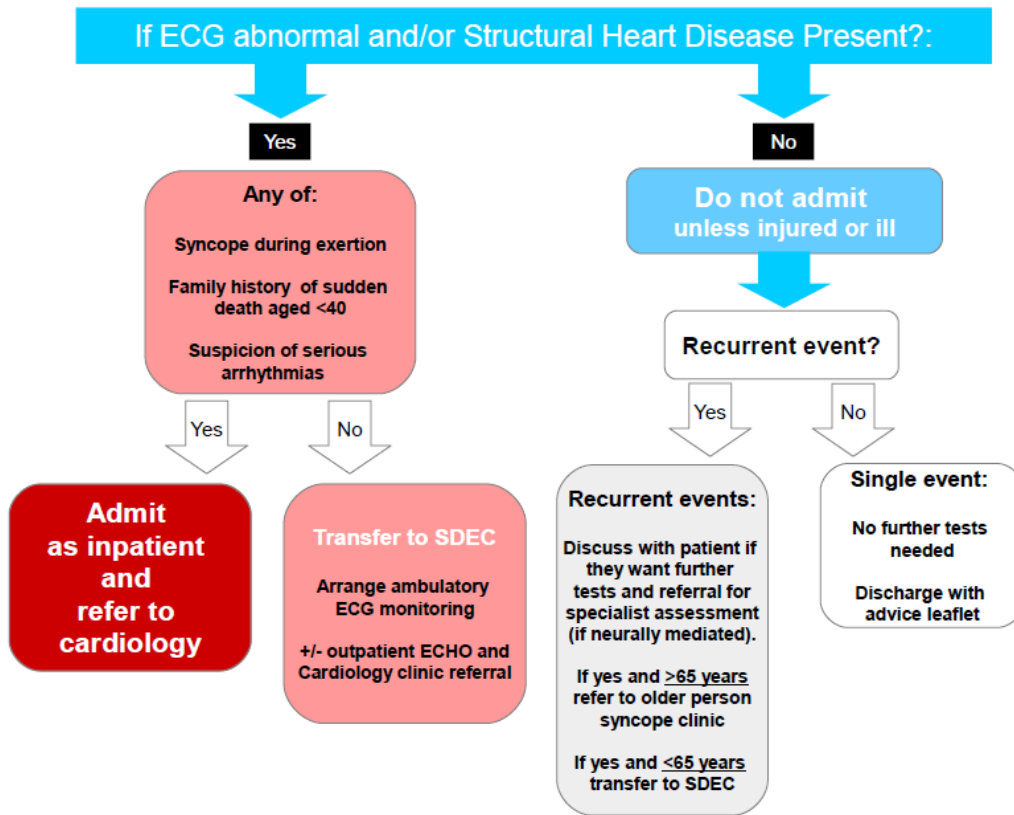 If ECG abnormal and/or Structural Heart Disease Present?:
Yes
No
Any of:
Syncope during exertion
Family history of sudden
death aged <40
Suspicion of serious
arrhythmias
Do not admit
unless injured or ill
Recurrent event?
Yes
No
Yes
No
Admit
as inpatient
and
refer to
cardiology
Transfer to SDEC
Arrange ambulatory
ECG monitoring
+/- outpatient ECHO and
Cardiology clinic referral
Recurrent events:
Discuss with patient if
they want further
tests and referral for
specialist assessment
(if neurally mediated).
If yes and >65 years
refer to older person
syncope clinic
If yes and <65 years
transfer to SDEC
Single event:
No further tests
needed
Discharge with
advice leaflet